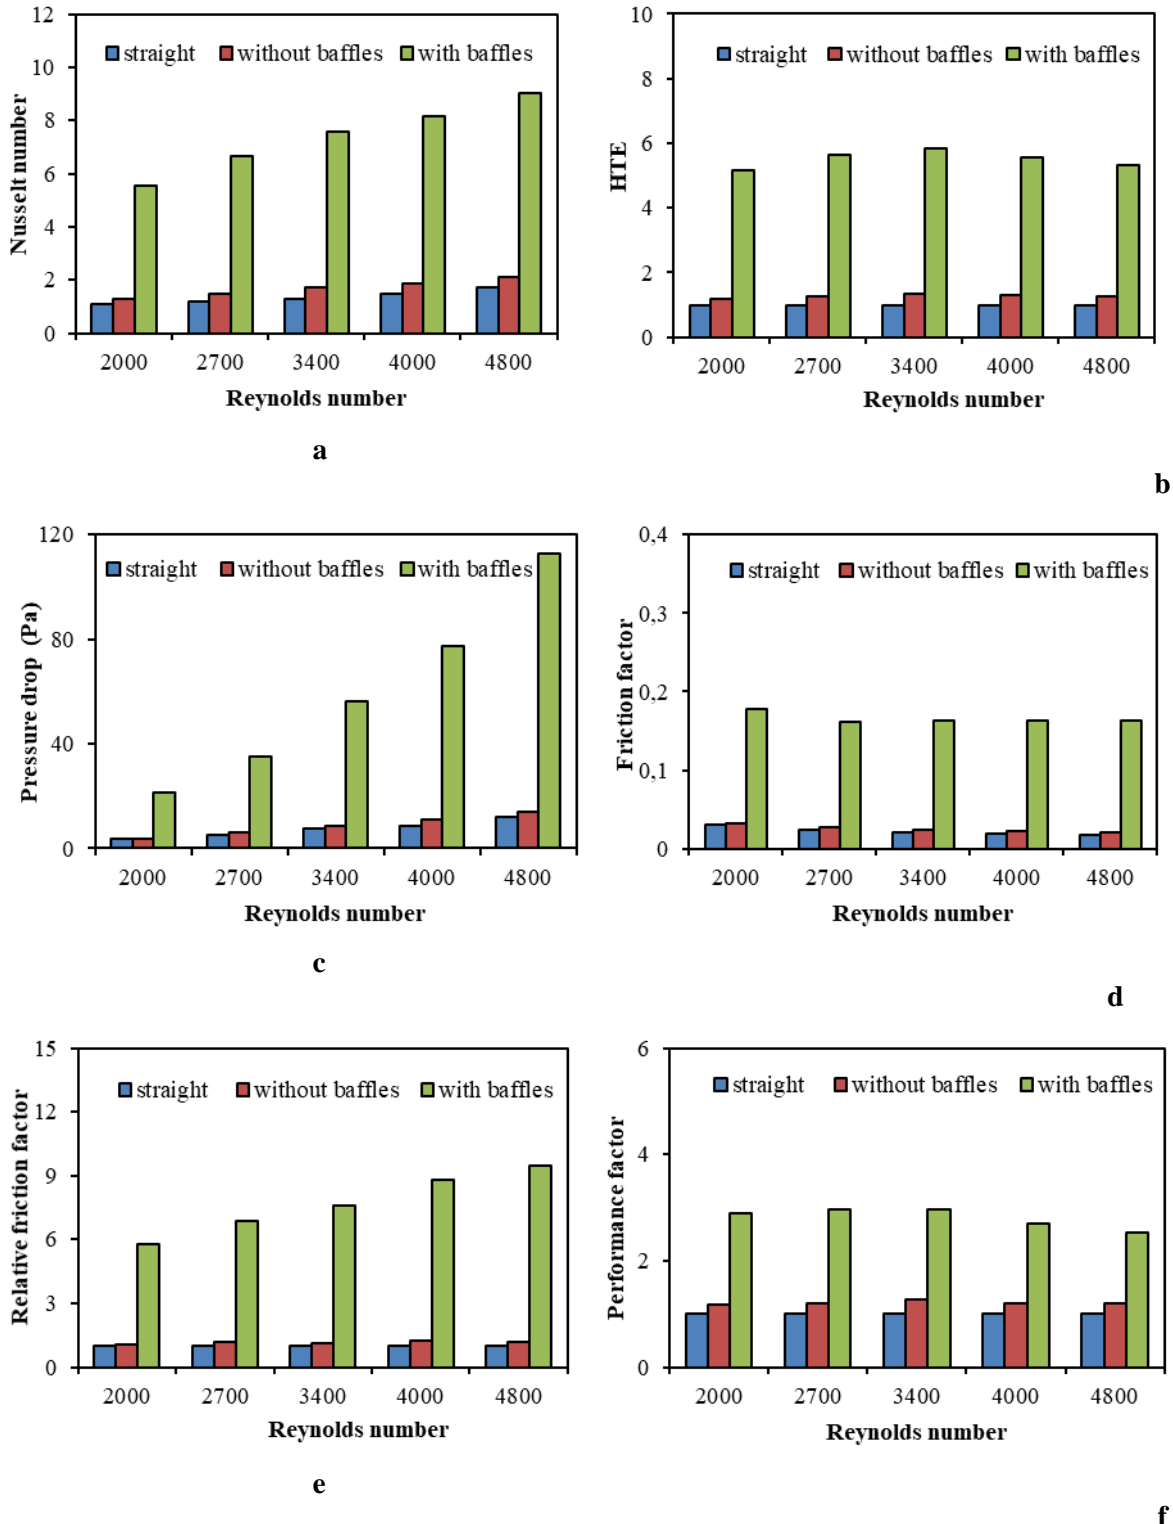 12
10
8
6
4
2
0
Nusselt number
straight without baffles with baffles
2000 2700 3400 4000 4800
Reynolds number
a
10
8
6
4
2
0
HTE
straight without baffles with baffles
2000 2700 3400 4000 4800
Reynolds number
b
120
80
40
0
Pressure drop (Pa)
straight without baffles with baffles
2000 2700 3400 4000 4800
Reynolds number
c
0,4
0,3
0,2
0,1
0
Friction factor
straight without baffles with baffles
2000 2700 3400 4000 4800
Reynolds number
d
15
12
9
6
3
0
Relative friction factor
straight without baffles with baffles
2000 2700 3400 4000 4800
Reynolds number
e
6
4
2
0
Performance factor
straight without baffles with baffles
2000 2700 3400 4000 4800
Reynolds number
f